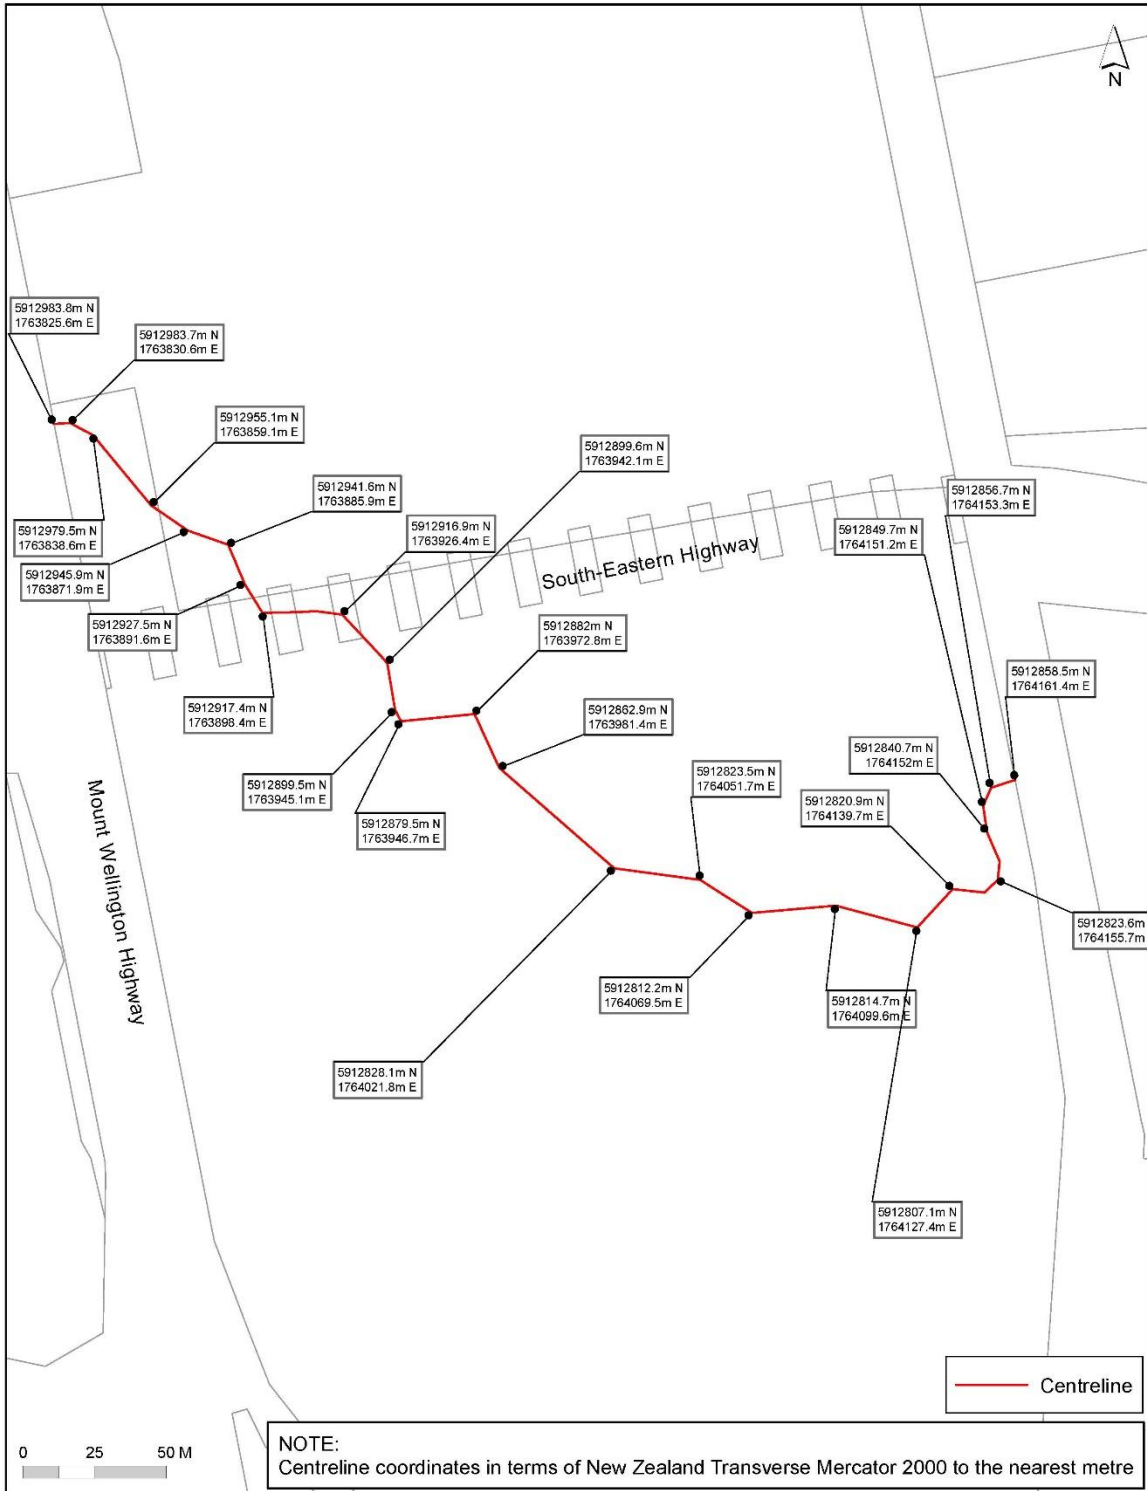 N
5912983.8m N
1763825.6m E
5912983.7m N
1763830.6m E
5912955.1m N
1763859.1m E
5912899.6m N
1763942.1m E
5912941.6m N
1763885.9m E
5912916.9m N
1763926.4m E
5912856.7m N
1764153.3m E
5912979.5m N
1763838.6m E
5912849.7m N
1764151.2m E
5912945.9m N
1763871.9m E
South-Eastern Highway
5912927.5m N
1763891.6m E
5912882m N
1763972.8m E
5912858.5m N
1764161.4m E
5912917.4m N
1763898.4m E
5912862.9m N
1763981.4m E
5912840.7m N
1764152m E
5912899.5m N
1763945.1m E
5912823.5m N
1764051.7m E
5912820.9m N
1764139.7m E
5912879.5m N
1763946.7m E
Mount Wellington Highway
5912823.6m
1764155.7m
5912812.2m N
1764069.5m E
5912814.7m N
1764099.6m E
5912828.1m N
1764021.8m E
5912807.1m N
1764127.4m E
Centreline
0 25 50 M
NOTE:
Centreline coordinates in terms of New Zealand Transverse Mercator 2000 to the nearest metre